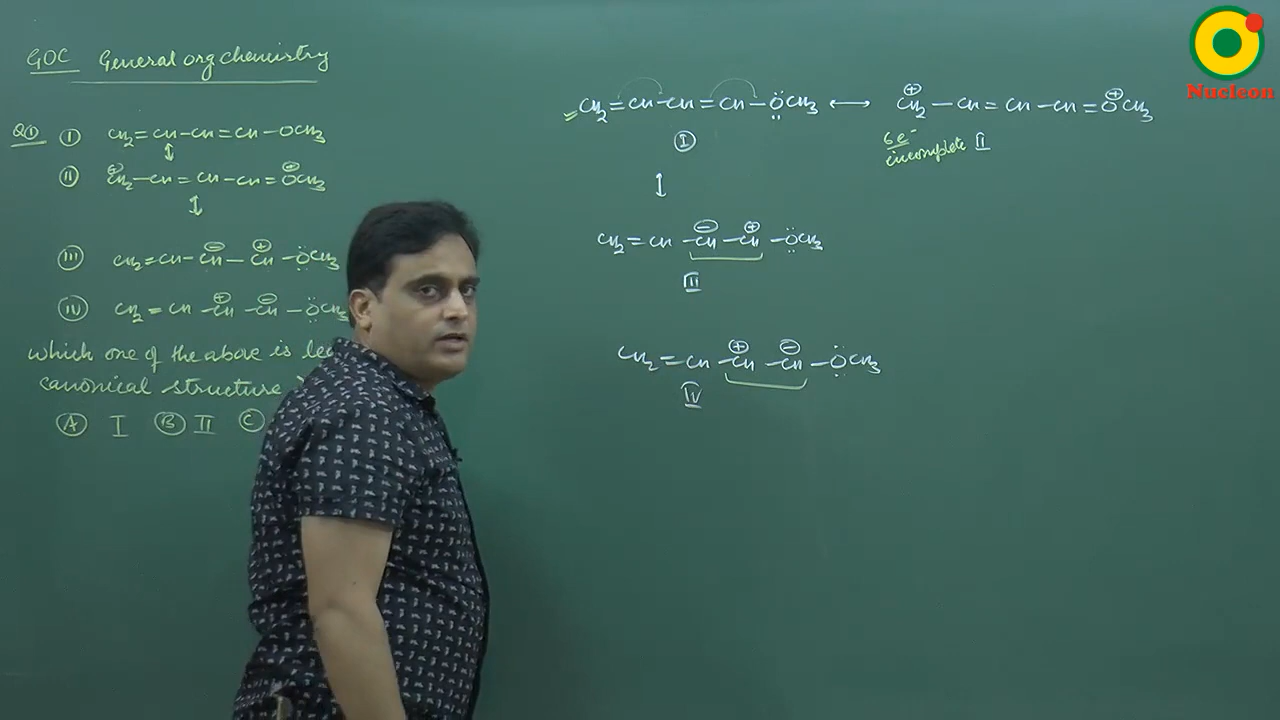 GOC General org chemistry
Q① Ⓘ CH₂=CH-CH=CH-OCH₃
↕
Ⓘⓘ ⊕CH₂-CH=CH-CH=O⊕CH₃
↕
Ⓘⓘⓘ CH₂=CH-CH⊖-CH⊕-ÖCH₃
ⒾⓋ CH₂=CH-CH⊕-CH⊖-ÖCH₃
which one of the above is
canonical structure
Ⓐ I Ⓑ II Ⓒ
CH₂=CH-CH=CH-ÖCH₃ ⟷ CH₂⊕-CH=CH-CH=O⊕CH₃
Ⓘ 6e⁻ incomplete II
↕
CH₂=CH-CH⊖-CH⊕-ÖCH₃
III
CH₂=CH-CH⊕-CH⊖-ÖCH₃
IV
Nucleon